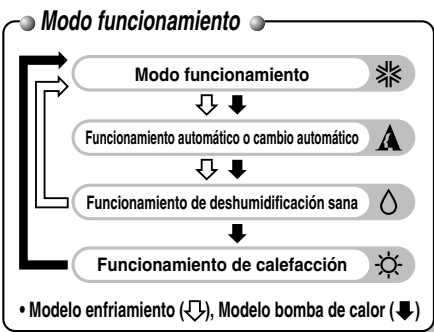 Modo funcionamiento
Modo funcionamiento
Funcionamiento automático o cambio automático
Funcionamiento de deshumidificación sana
Funcionamiento de calefacción
• Modelo enfriamiento (⇩), Modelo bomba de calor (⬇)